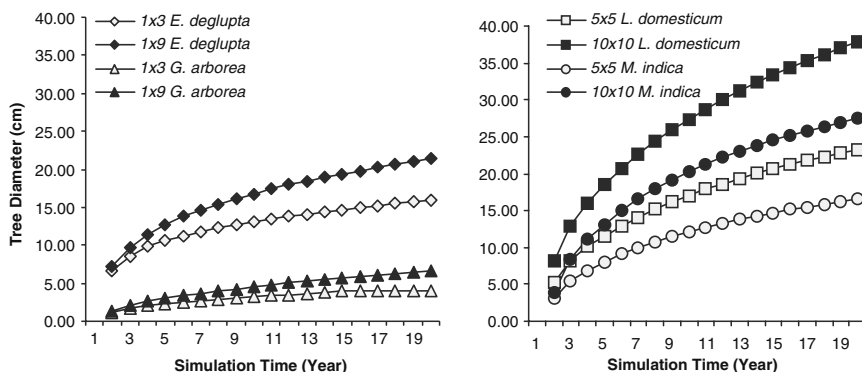 40.00
35.00
30.00
25.00
20.00
15.00
10.00
5.00
0.00
Tree Diameter (cm)
1x3 E. deglupta
1x9 E. deglupta
1x3 G. arborea
1x9 G. arborea
1 3 5 7 9 11 13 15 17 19
Simulation Time (Year)
40.00
35.00
30.00
25.00
20.00
15.00
10.00
5.00
0.00
5x5 L. domesticum
10x10 L. domesticum
5x5 M. indica
10x10 M. indica
1 3 5 7 9 11 13 15 17 19
Simulation Time (Year)